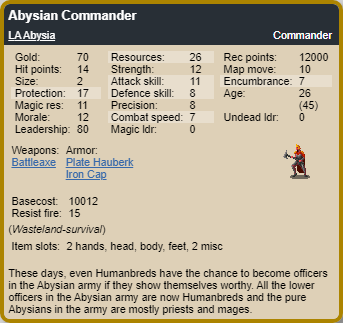 Abysian Commander
LA Abysia Commander
Gold: 70 Resources: 26 Rec points: 12000
Hit points: 14 Strength: 12 Map move: 10
Size: 2 Attack skill: 11 Encumbrance: 7
Protection: 17 Defence skill: 8 Age: 26
Magic res: 11 Precision: 8 (45)
Morale: 12 Combat speed: 7 Undead ldr: 0
Leadership: 80 Magic ldr: 0
Weapons: Armor:
Battleaxe Plate Hauberk
Iron Cap
Basecost: 10012
Resist fire: 15
(Wasteland-survival)
Item slots: 2 hands, head, body, feet, 2 misc
These days, even Humanbreds have the chance to become officers
in the Abysian army if they show themselves worthy. All the lower
officers in the Abysian army are now Humanbreds and the pure
Abysians in the army are mostly priests and mages.